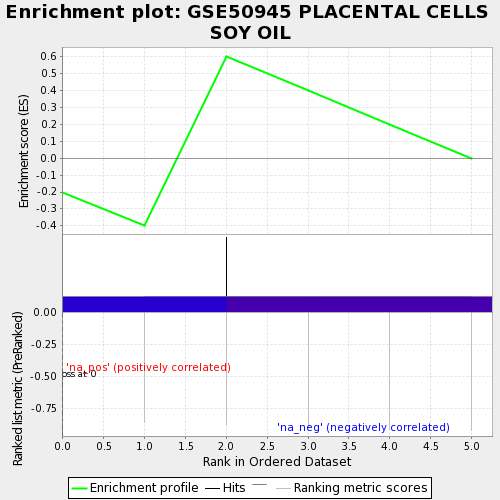 Enrichment plot: GSE50945 PLACENTAL CELLS
SOY OIL
Enrichment score (ES)
0.6
0.5
0.4
0.3
0.2
0.1
0.0
-0.1
-0.2
-0.3
-0.4
Ranked list metric (PreRanked)
0.00
-0.25
-0.50
-0.75
'na_pos' (positively correlated)
oss at 0
'na_neg' (negatively correlated)
0.0 0.5 1.0 1.5 2.0 2.5 3.0 3.5 4.0 4.5 5.0
Rank in Ordered Dataset
Enrichment profile Hits Ranking metric scores